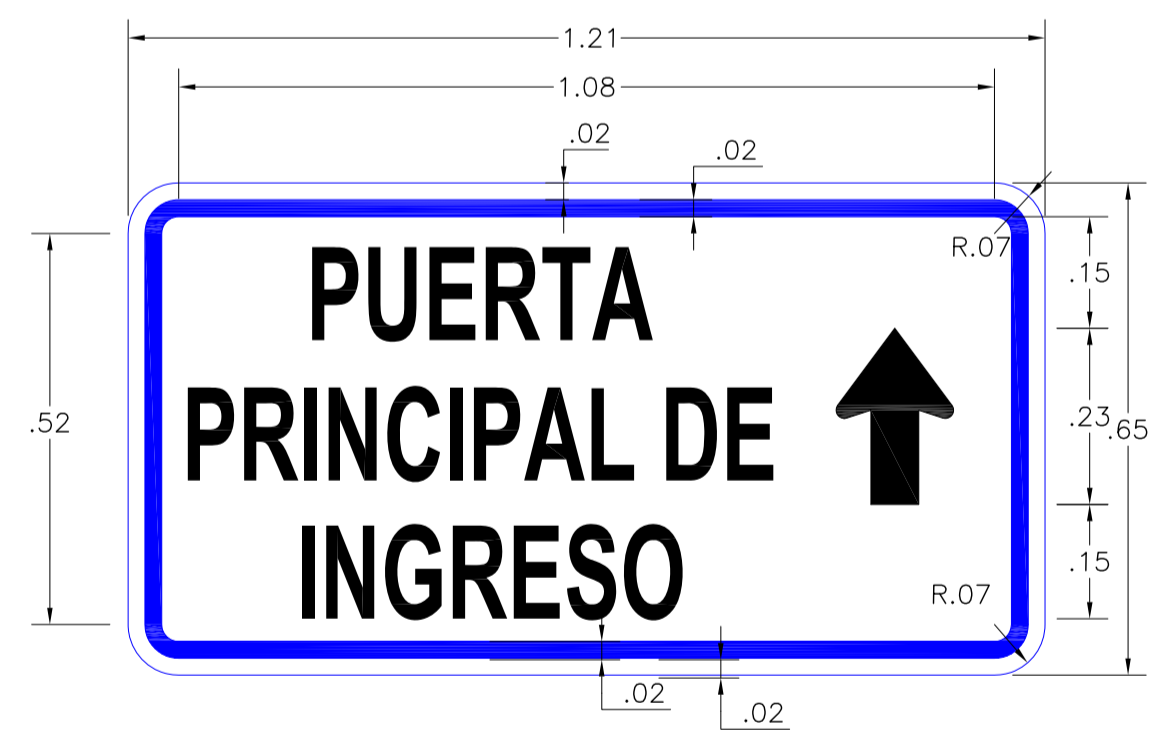 1.21
1.08
.02
.02
R.07
.15
PUERTA
PRINCIPAL DE
INGRESO
.52
.23
.65
.15
R.07
.02
.02